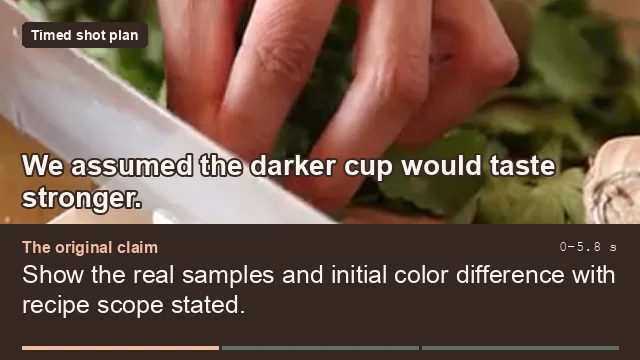 Timed shot plan
We assumed the darker cup would taste
stronger.
The original claim
0–5.8 s
Show the real samples and initial color difference with
recipe scope stated.